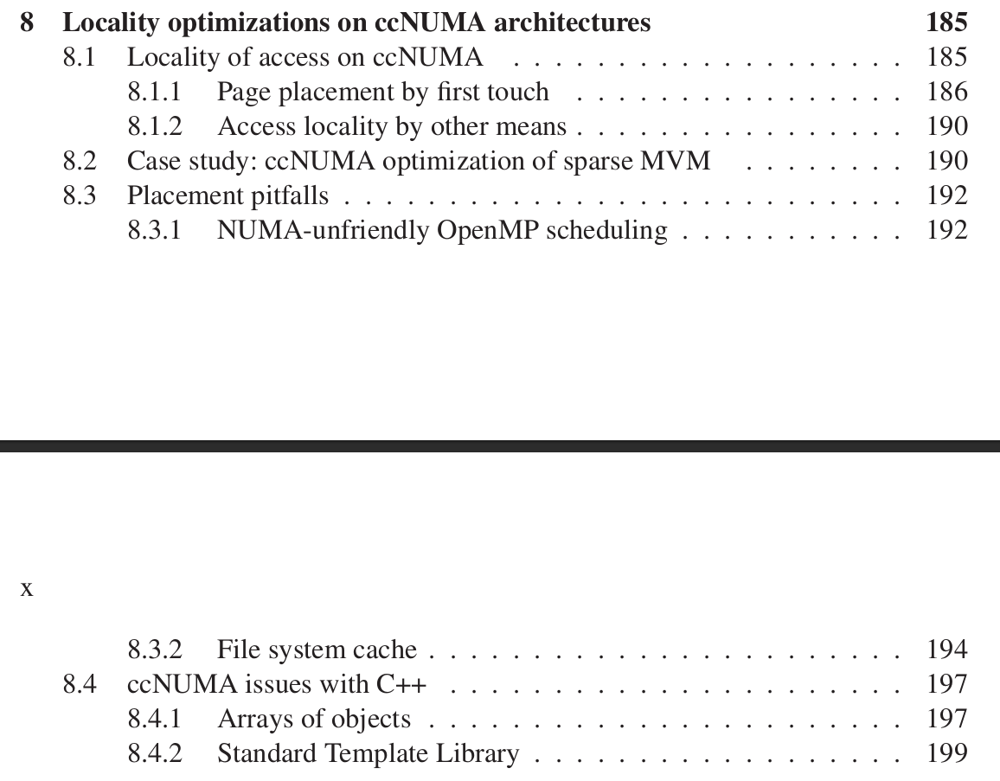 8 Locality optimizations on ccNUMA architectures 185
8.1 Locality of access on ccNUMA . . . . . . . . . . . . . . . . . . . 185
8.1.1 Page placement by first touch . . . . . . . . . . . . . . . . 186
8.1.2 Access locality by other means . . . . . . . . . . . . . . . . 190
8.2 Case study: ccNUMA optimization of sparse MVM . . . . . . . . 190
8.3 Placement pitfalls . . . . . . . . . . . . . . . . . . . . . . . . . . . 192
8.3.1 NUMA-unfriendly OpenMP scheduling . . . . . . . . . . . 192
x
8.3.2 File system cache . . . . . . . . . . . . . . . . . . . . . . . 194
8.4 ccNUMA issues with C++ . . . . . . . . . . . . . . . . . . . . . . 197
8.4.1 Arrays of objects . . . . . . . . . . . . . . . . . . . . . . . 197
8.4.2 Standard Template Library . . . . . . . . . . . . . . . . . . 199